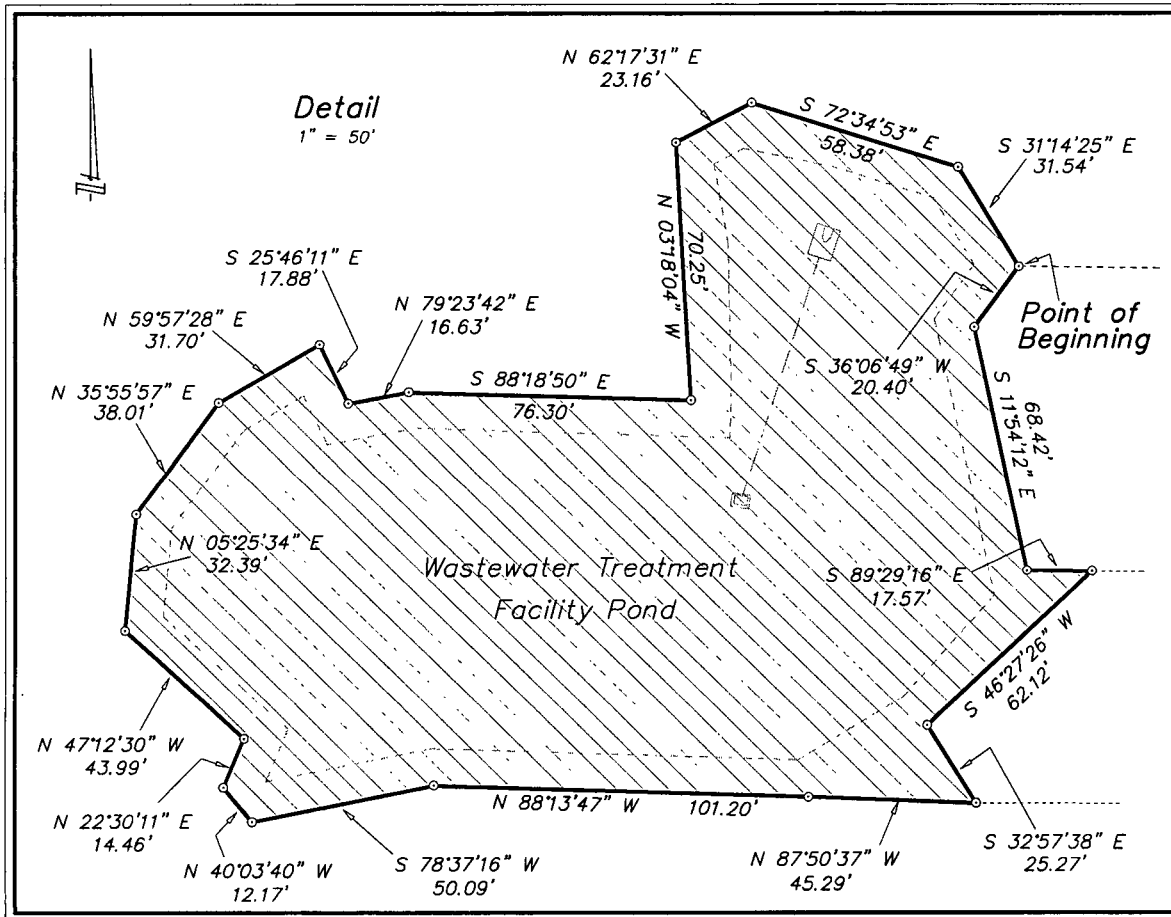 Detail
1" = 50'
N 62°17'31" E
23.16'
S 72°34'53" E
58.38'
S 31°14'25" E
31.54'
N 03°18'04" W
70.25'
S 25°46'11" E
17.88'
N 79°23'42" E
16.63'
Point of
Beginning
N 59°57'28" E
31.70'
S 36°06'49" W
20.40'
N 35°55'57" E
38.01'
S 88°18'50" E
76.30'
68.42'
S 11°54'12" E
N 05°25'34" E
32.39'
Wastewater Treatment
Facility Pond
S 89°29'16" E
17.57'
S 46°27'26" W
62.12'
N 47°12'30" W
43.99'
N 22°30'11" E
14.46'
N 40°03'40" W
12.17'
S 78°37'16" W
50.09'
N 88°13'47" W
101.20'
N 87°50'37" W
45.29'
S 32°57'38" E
25.27'